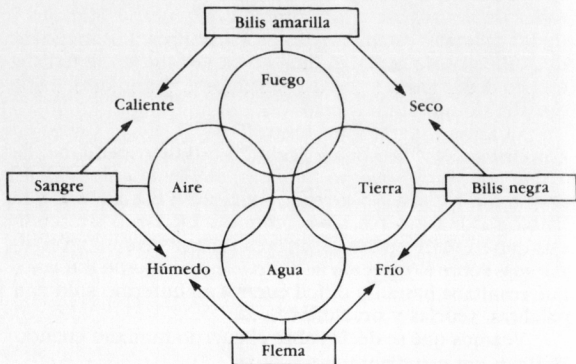 Bilis amarilla
Fuego
Caliente
Seco
Sangre
Aire
Tierra
Bilis negra
Húmedo
Agua
Frío
Flema